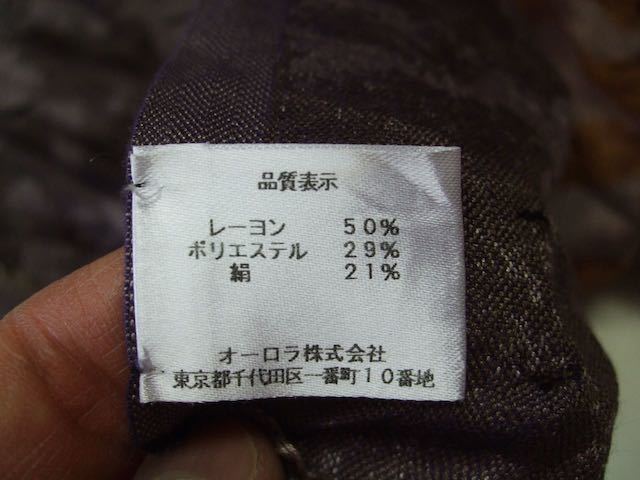 品質表示
レーヨン 50%
ポリエステル 29%
絹 21%
オーロラ株式会社
東京都千代田区一番町10番地